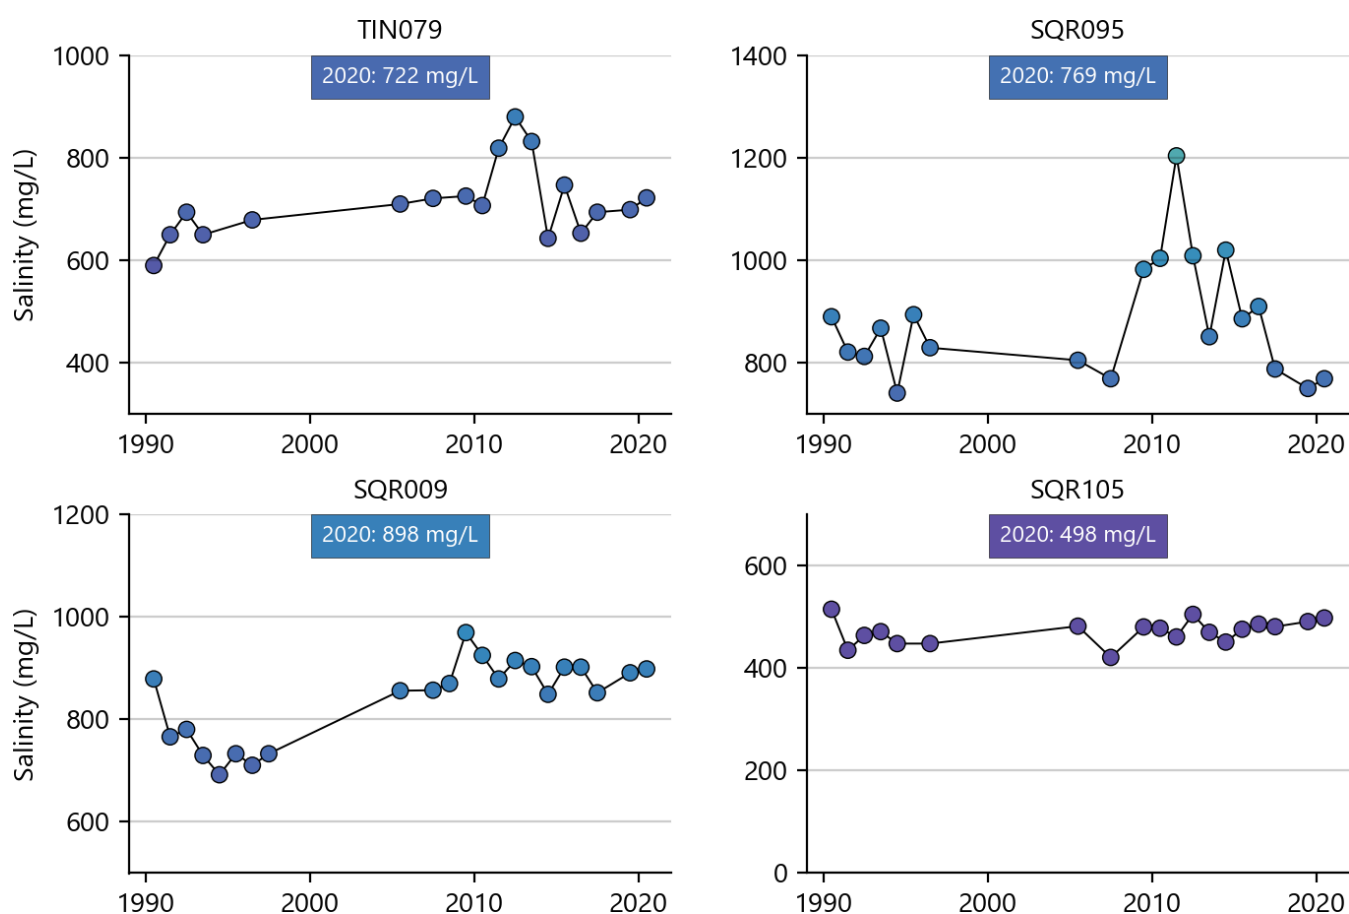 TIN079
1000
2020: 722 mg/L
800
600
400
Salinity (mg/L)
1990 2000 2010 2020
SQR095
1400
2020: 769 mg/L
1200
1000
800
1990 2000 2010 2020
SQR009
1200
2020: 898 mg/L
1000
800
600
Salinity (mg/L)
1990 2000 2010 2020
SQR105
2020: 498 mg/L
600
400
200
0
1990 2000 2010 2020